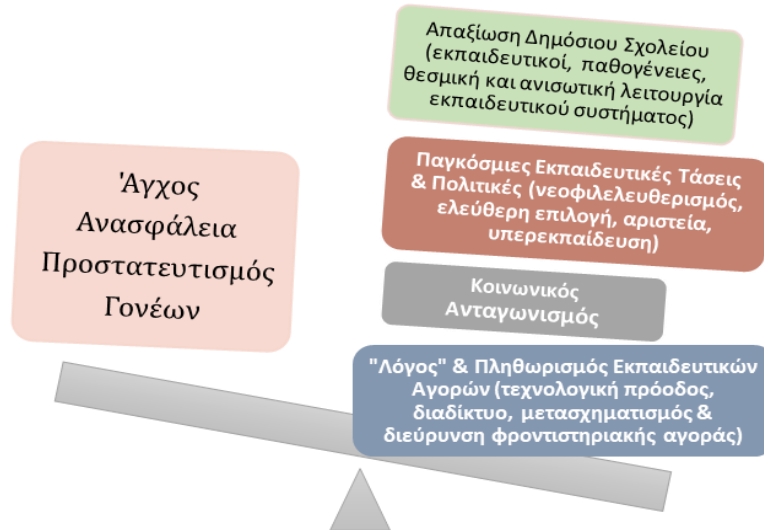 'Άγχος
Ανασφάλεια
Προστατευτισμός
Γονέων
Απαξίωση Δημόσιου Σχολείου
(εκπαιδευτικοί, παθογένειες,
θεσμική και ανισωτική λειτουργία
εκπαιδευτικού συστήματος)
Παγκόσμιες Εκπαιδευτικές Τάσεις
& Πολιτικές (νεοφιλελευθερισμός,
ελεύθερη επιλογή, αριστεία,
υπερεκπαίδευση)
Κοινωνικός
Ανταγωνισμός
"Λόγος" & Πληθωρισμός Εκπαιδευτικών
Αγορών (τεχνολογική πρόοδος,
διαδίκτυο, μετασχηματισμός &
διεύρυνση φροντιστηριακής αγοράς)